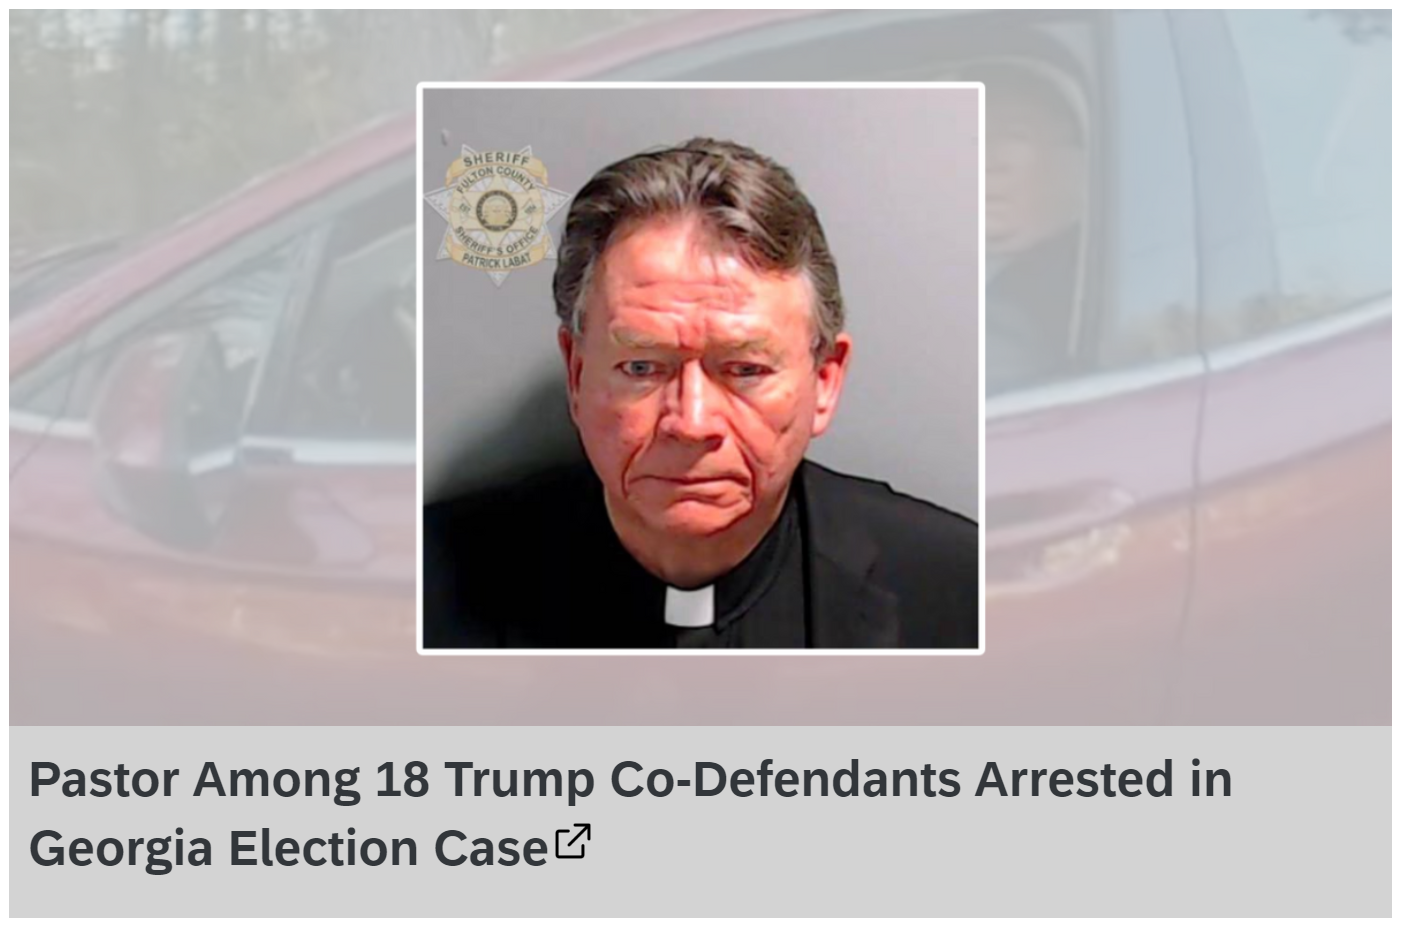 SHERIFF
FULTON COUNTY
SHERIFF'S OFFICE
PATRICK LABAT
Pastor Among 18 Trump Co-Defendants Arrested in
Georgia Election Case